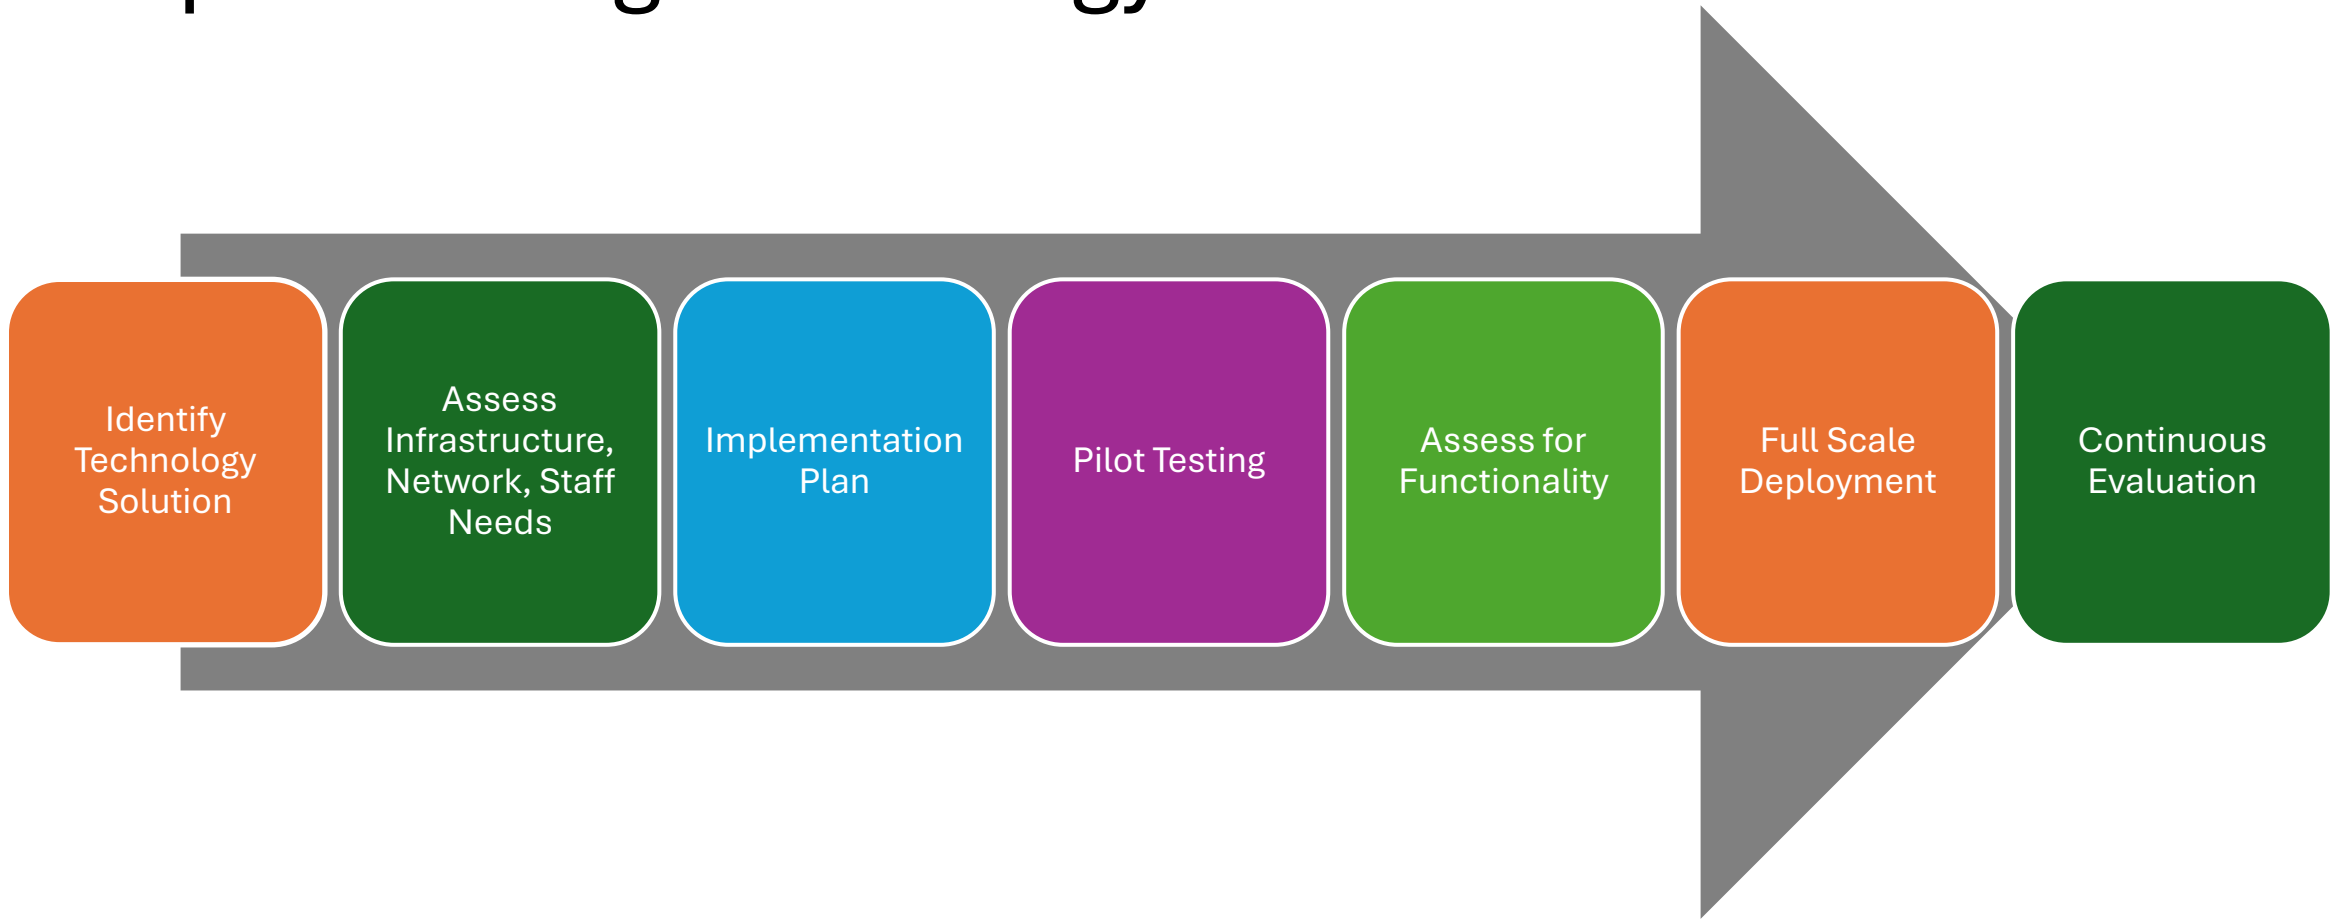 Identify
Technology
Solution
Assess
Infrastructure,
Network, Staff
Needs
Implementation
Plan
Pilot Testing
Assess for
Functionality
Full Scale
Deployment
Continuous
Evaluation